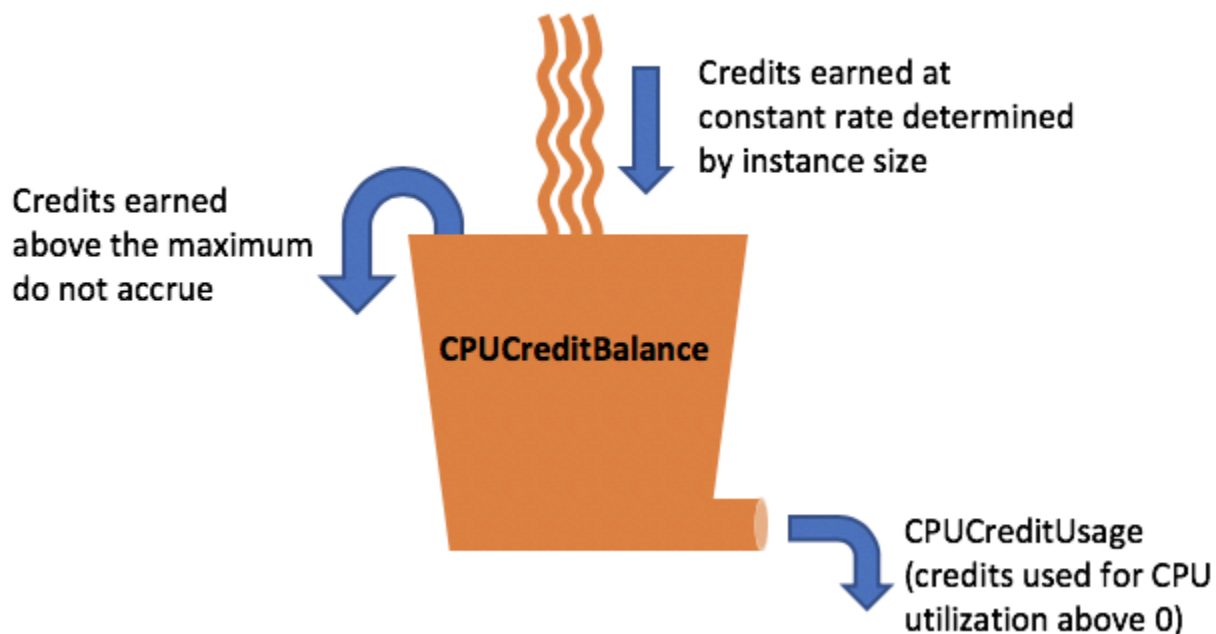 Credits earned at
constant rate determined
by instance size
Credits earned
above the maximum
do not accrue
CPUCreditBalance
CPUCreditUsage
(credits used for CPU
utilization above 0)